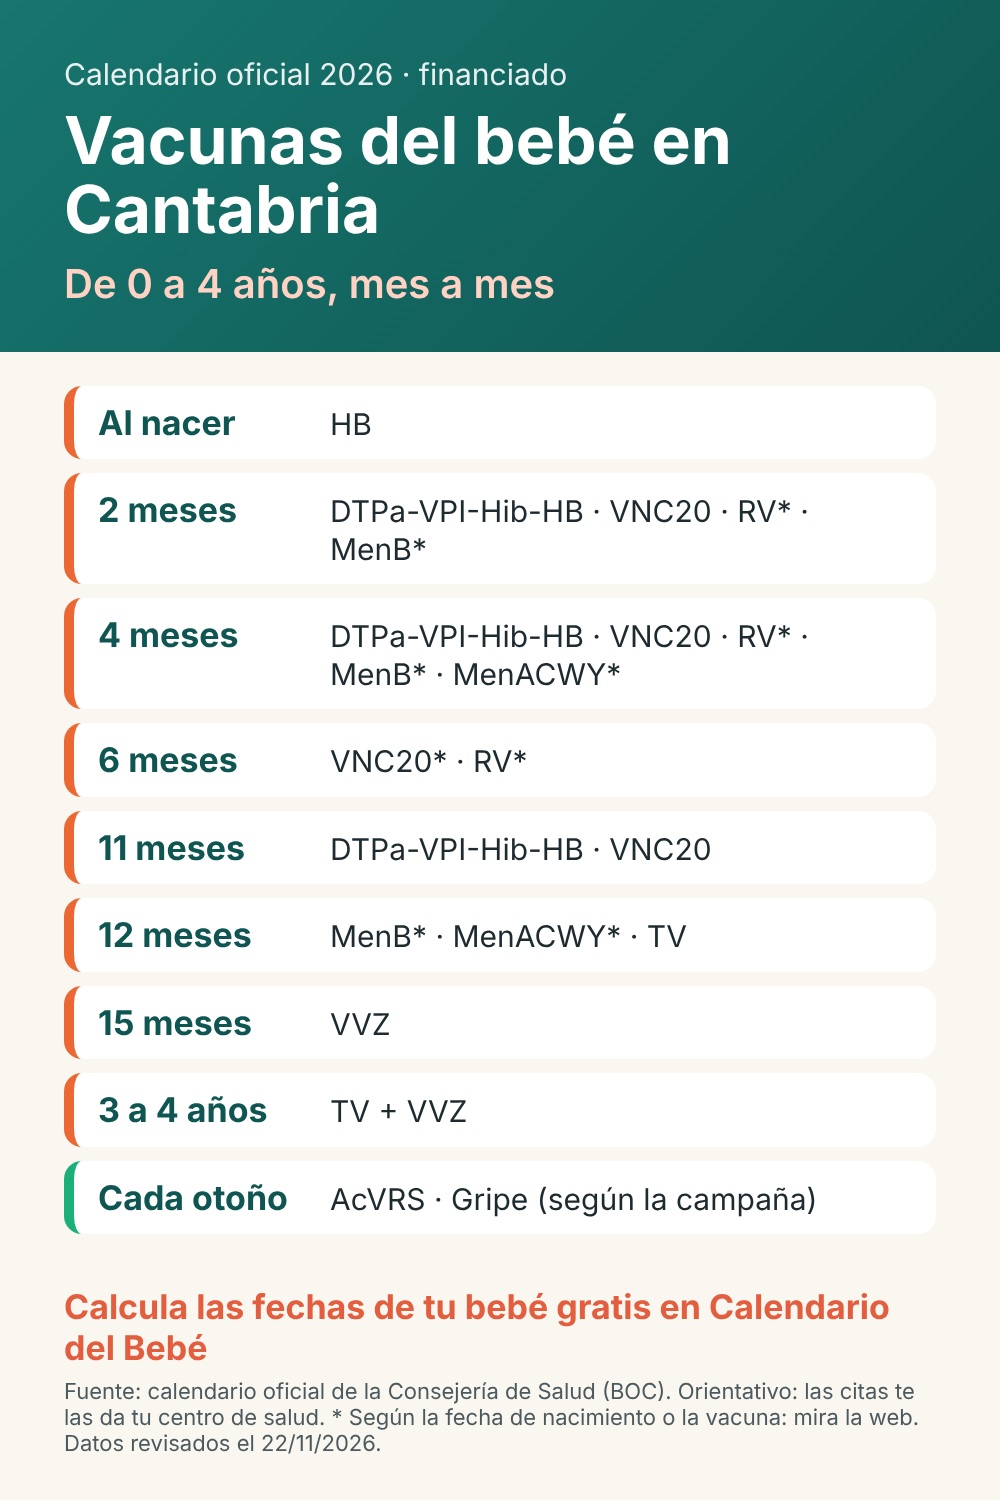 Calendario oficial 2026 · financiado
Vacunas del bebé en
Cantabria
De 0 a 4 años, mes a mes
Al nacer HB
2 meses DTPa-VPI-Hib-HB · VNC20 · RV* ·
MenB*
4 meses DTPa-VPI-Hib-HB · VNC20 · RV* ·
MenB* · MenACWY*
6 meses VNC20* · RV*
11 meses DTPa-VPI-Hib-HB · VNC20
12 meses MenB* · MenACWY* · TV
15 meses VVZ
3 a 4 años TV + VVZ
Cada otoño AcVRS · Gripe (según la campaña)
Calcula las fechas de tu bebé gratis en Calendario
del Bebé
Fuente: calendario oficial de la Consejería de Salud (BOC). Orientativo: las citas te
las da tu centro de salud. * Según la fecha de nacimiento o la vacuna: mira la web.
Datos revisados el 22/11/2026.